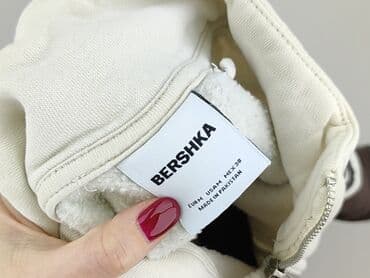 BERSHKA
EUR M USA M MEX 28
MADE IN PAKISTAN